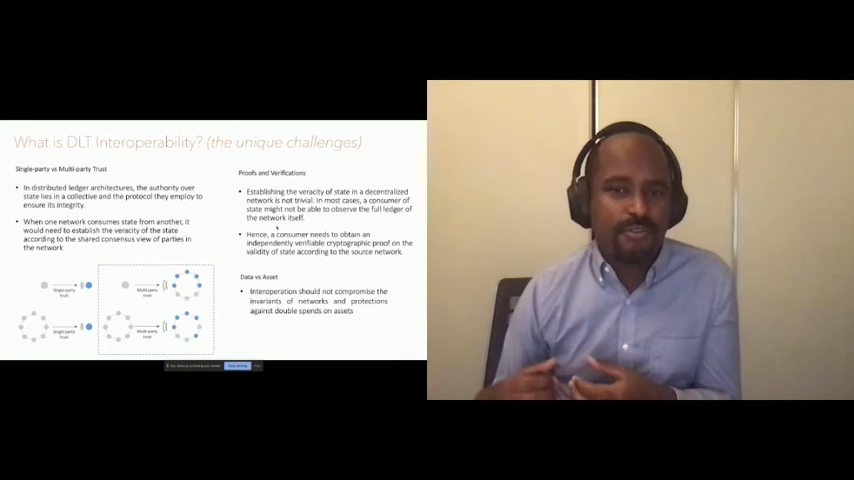 What is DLT Interoperability? (the unique challenges)
Single-party vs Multi-party Trust
• In distributed ledger architectures, the authority over
state lies in a collective and the protocol they employ to
ensure its integrity.
• When one network consumes state from another, it
would need to establish the veracity of the state
according to the shared consensus view of parties in
the network
Single-party
trust
Multi-party
trust
Single-party
trust
Multi-party
trust
Proofs and Verifications
• Establishing the veracity of state in a decentralized
network is not trivial. In most cases, a consumer of
state might not be able to observe the full ledger of
the network itself.
• Hence, a consumer needs to obtain an
independently verifiable cryptographic proof on the
validity of state according to the source network.
Data vs Asset
• Interoperation should not compromise the
invariants of networks and protections
against double spends on assets